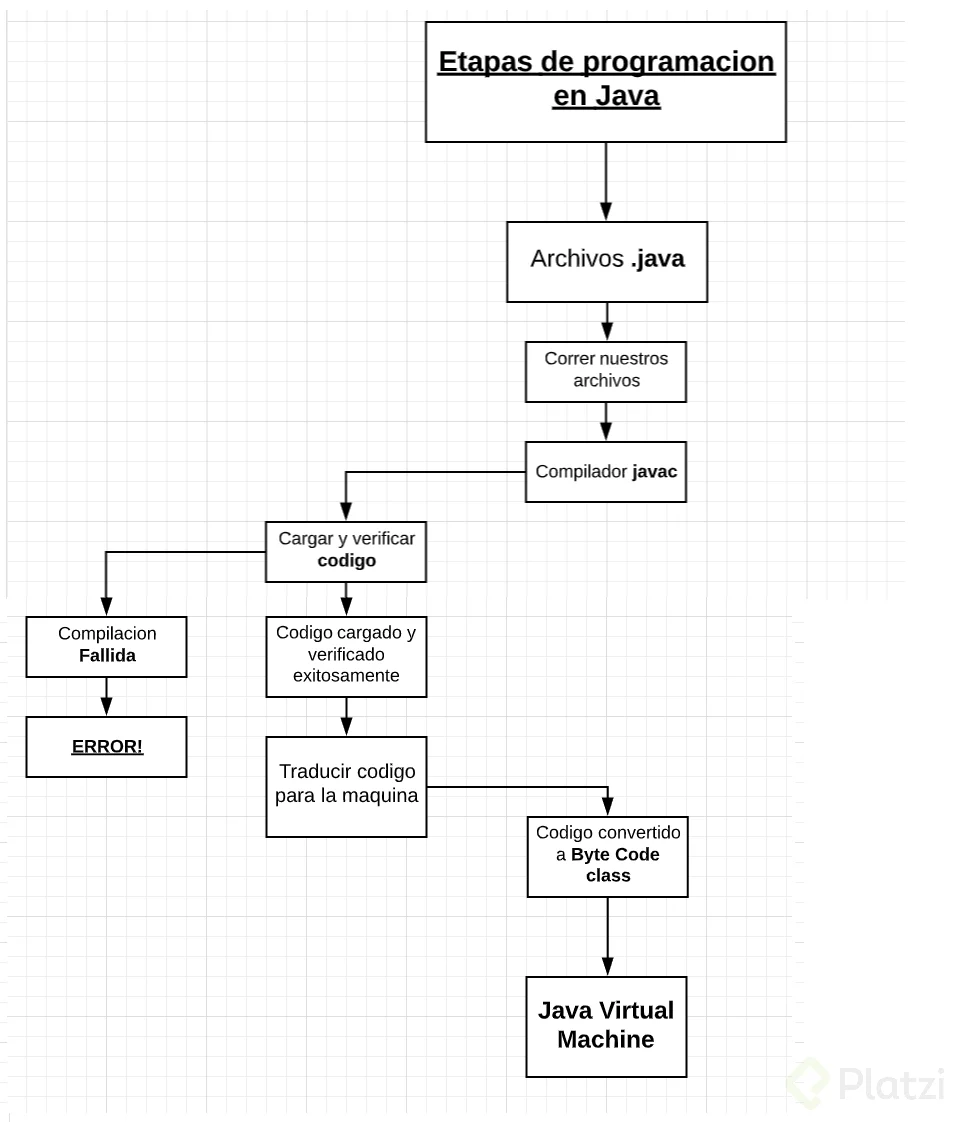 Etapas de programacion
en Java
Archivos .java
Correr nuestros
archivos
Compilador javac
Cargar y verificar
codigo
Compilacion
Fallida
ERROR!
Codigo cargado y
verificado
exitosamente
Traducir codigo
para la maquina
Codigo convertido
a Byte Code
class
Java Virtual
Machine
Platzi